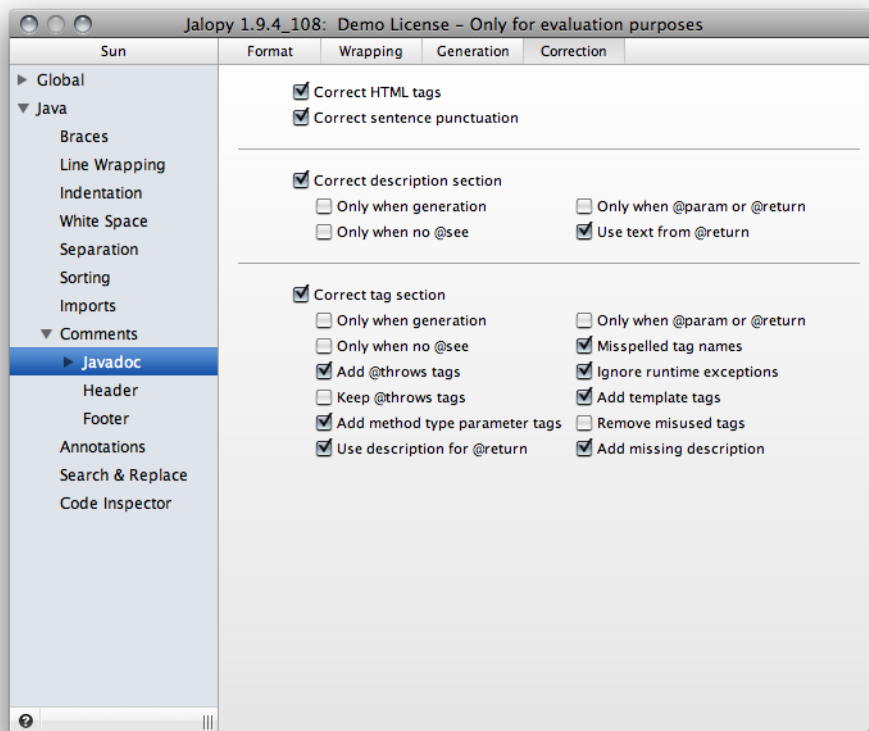 Jalopy 1.9.4_108: Demo License – Only for evaluation purposes
Sun
Format Wrapping Generation Correction
Global
Java
Braces
Line Wrapping
Indentation
White Space
Separation
Sorting
Imports
Comments
Javadoc
Header
Footer
Annotations
Search & Replace
Code Inspector
Correct HTML tags
Correct sentence punctuation
Correct description section
Only when generation Only when @param or @return
Only when no @see Use text from @return
Correct tag section
Only when generation Only when @param or @return
Only when no @see Misspelled tag names
Add @throws tags Ignore runtime exceptions
Keep @throws tags Add template tags
Add method type parameter tags Remove misused tags
Use description for @return Add missing description
?